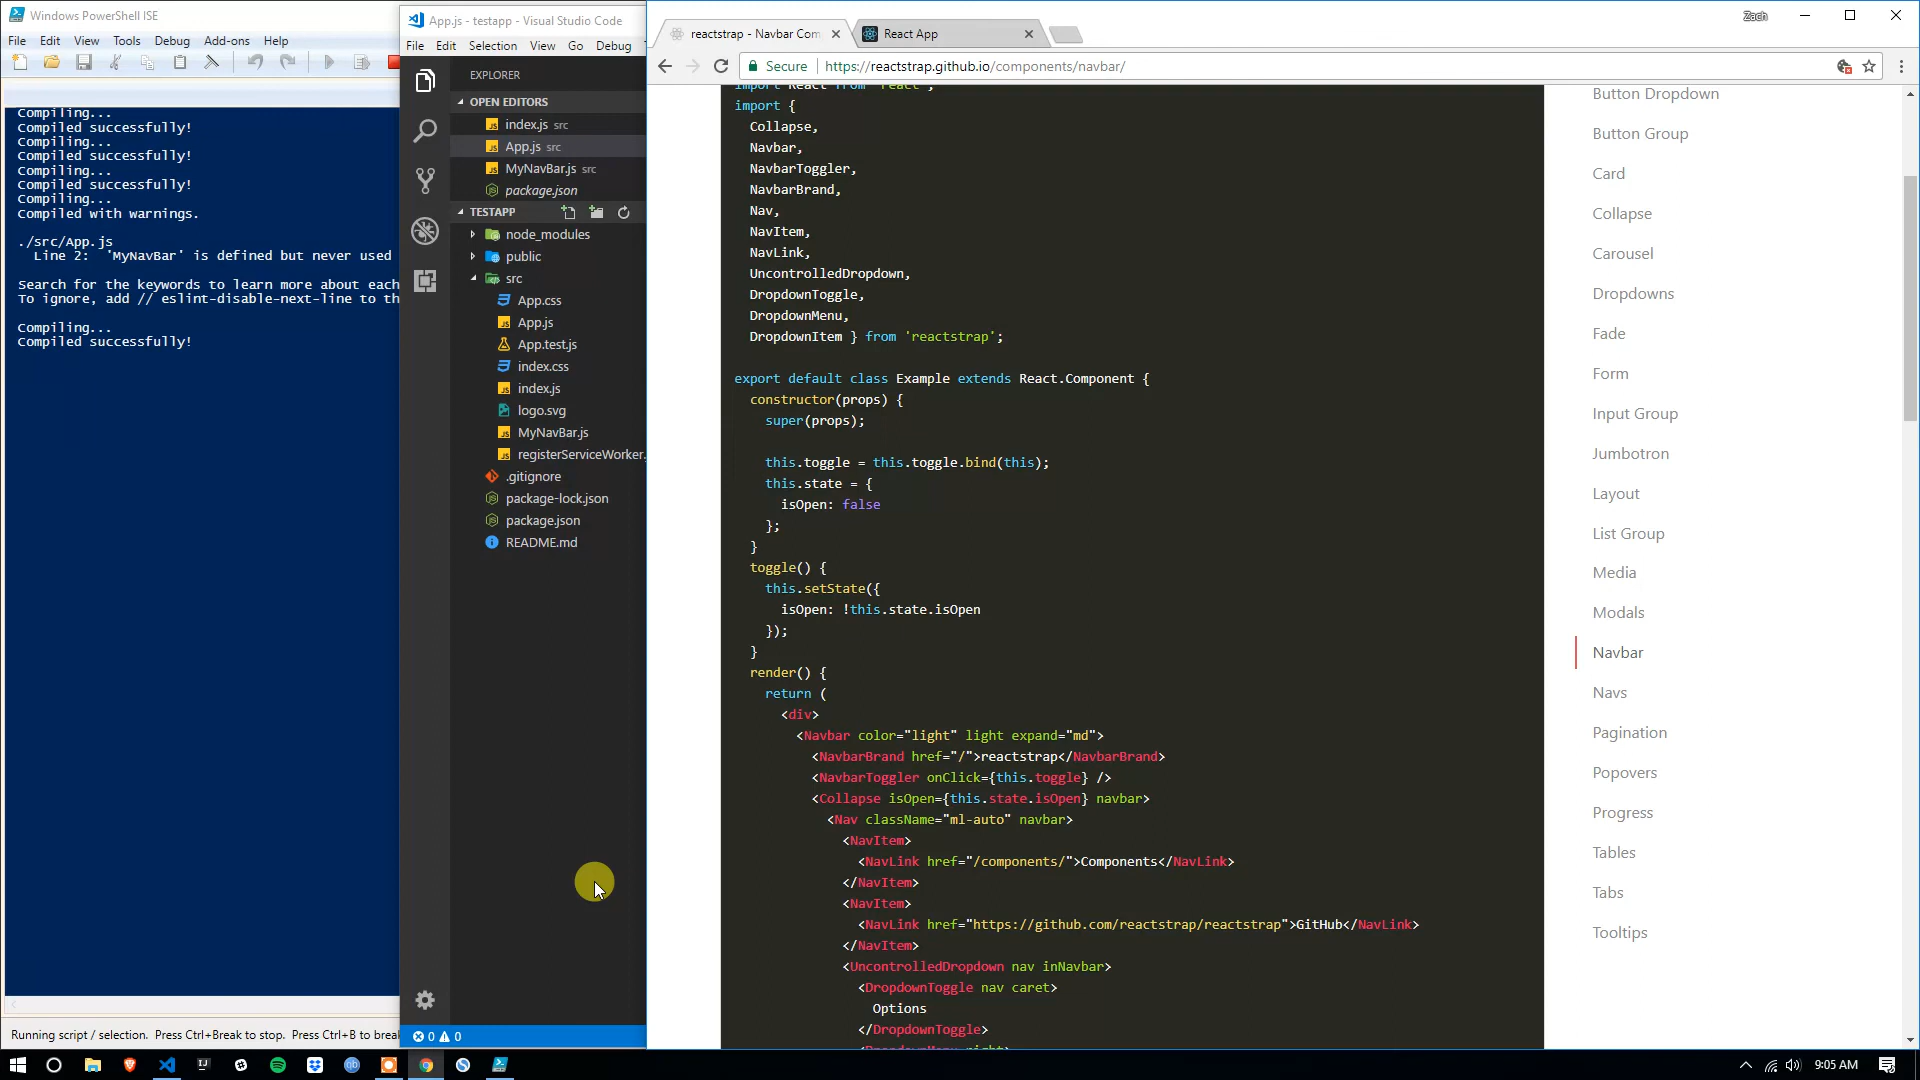 Windows PowerShell ISE
File Edit View Tools Debug Add-ons Help
Compiling...
Compiled successfully!
Compiling...
Compiled successfully!
Compiling...
Compiled successfully!
Compiling...
Compiled with warnings.
./src/App.js
Line 2: 'MyNavBar' is defined but never used
Search for the keywords to learn more about each
To ignore, add // eslint-disable-next-line to th
Compiling...
Compiled successfully!
Running script / selection. Press Ctrl+Break to stop. Press Ctrl+B to break
App.js - testapp - Visual Studio Code
File Edit Selection View Go Debug
EXPLORER
OPEN EDITORS
index.js src
App.js src
MyNavBar.js src
package.json
TESTAPP
node_modules
public
src
App.css
App.js
App.test.js
index.css
index.js
logo.svg
MyNavBar.js
registerServiceWorker.
.gitignore
package-lock.json
package.json
README.md
0 0
Zach
reactstrap - Navbar Com
React App
Secure https://reactstrap.github.io/components/navbar/
import React from 'react';
import {
Collapse,
Navbar,
NavbarToggler,
NavbarBrand,
Nav,
NavItem,
NavLink,
UncontrolledDropdown,
DropdownToggle,
DropdownMenu,
DropdownItem } from 'reactstrap';
export default class Example extends React.Component {
constructor(props) {
super(props);
this.toggle = this.toggle.bind(this);
this.state = {
isOpen: false
};
}
toggle() {
this.setState({
isOpen: !this.state.isOpen
});
}
render() {
return (
<div>
<Navbar color="light" light expand="md">
<NavbarBrand href="/">reactstrap</NavbarBrand>
<NavbarToggler onClick={this.toggle} />
<Collapse isOpen={this.state.isOpen} navbar>
<Nav className="ml-auto" navbar>
<NavItem>
<NavLink href="/components/">Components</NavLink>
</NavItem>
<NavItem>
<NavLink href="https://github.com/reactstrap/reactstrap">GitHub</NavLink>
</NavItem>
<UncontrolledDropdown nav inNavbar>
<DropdownToggle nav caret>
Options
</DropdownToggle>
<DropdownMenu right>
Button Dropdown
Button Group
Card
Collapse
Carousel
Dropdowns
Fade
Form
Input Group
Jumbotron
Layout
List Group
Media
Modals
Navbar
Navs
Pagination
Popovers
Progress
Tables
Tabs
Tooltips
9:05 AM